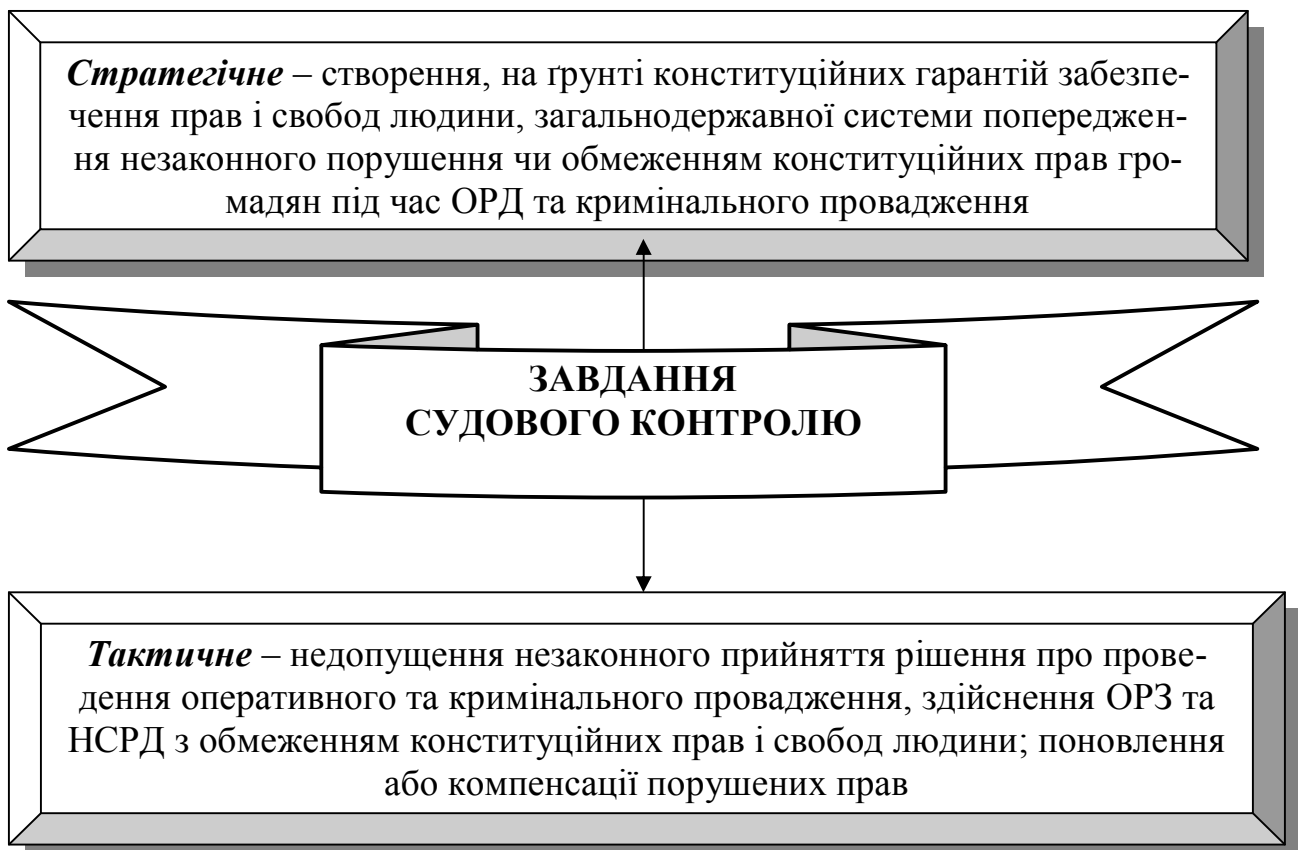 Стратегічне – створення, на ґрунті конституційних гарантій забезпе-
чення прав і свобод людини, загальнодержавної системи попереджен-
ня незаконного порушення чи обмеженням конституційних прав гро-
мадян під час ОРД та кримінального провадження
ЗАВДАННЯ
СУДОВОГО КОНТРОЛЮ
Тактичне – недопущення незаконного прийняття рішення про прове-
дення оперативного та кримінального провадження, здійснення ОРЗ та
НСРД з обмеженням конституційних прав і свобод людини; поновлення
або компенсації порушених прав